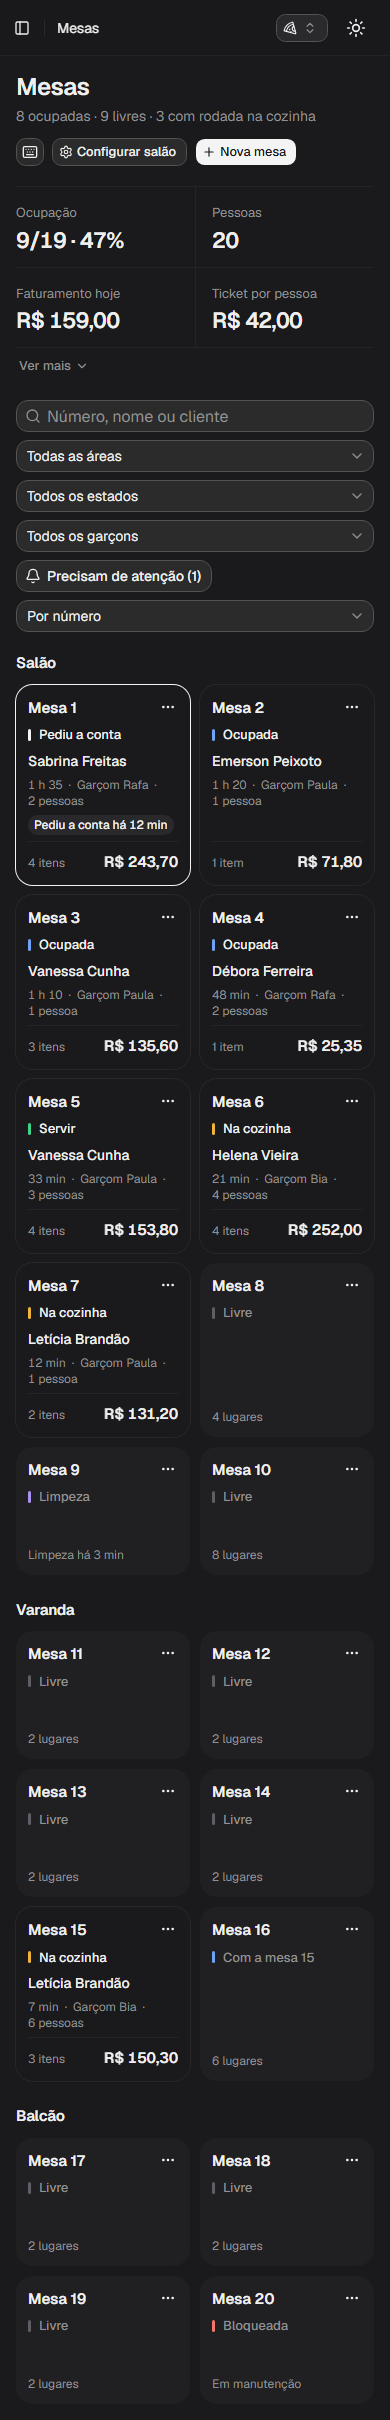 Mesas
Mesas
8 ocupadas · 9 livres · 3 com rodada na cozinha
Configurar salão
Nova mesa
Ocupação
9/19 · 47%
Pessoas
20
Faturamento hoje
R$ 159,00
Ticket por pessoa
R$ 42,00
Ver mais
Número, nome ou cliente
Todas as áreas
Todos os estados
Todos os garçons
Precisam de atenção (1)
Por número
Salão
Mesa 1
Pediu a conta
Sabrina Freitas
1 h 35 · Garçom Rafa ·
2 pessoas
Pediu a conta há 12 min
4 itens
R$ 243,70
Mesa 2
Ocupada
Emerson Peixoto
1 h 20 · Garçom Paula ·
1 pessoa
1 item
R$ 71,80
Mesa 3
Ocupada
Vanessa Cunha
1 h 10 · Garçom Paula ·
1 pessoa
3 itens
R$ 135,60
Mesa 4
Ocupada
Débora Ferreira
48 min · Garçom Rafa ·
2 pessoas
1 item
R$ 25,35
Mesa 5
Servir
Vanessa Cunha
33 min · Garçom Paula ·
3 pessoas
4 itens
R$ 153,80
Mesa 6
Na cozinha
Helena Vieira
21 min · Garçom Bia ·
4 pessoas
4 itens
R$ 252,00
Mesa 7
Na cozinha
Letícia Brandão
12 min · Garçom Paula ·
1 pessoa
2 itens
R$ 131,20
Mesa 8
Livre
4 lugares
Mesa 9
Limpeza
Limpeza há 3 min
Mesa 10
Livre
8 lugares
Varanda
Mesa 11
Livre
2 lugares
Mesa 12
Livre
2 lugares
Mesa 13
Livre
2 lugares
Mesa 14
Livre
2 lugares
Mesa 15
Na cozinha
Letícia Brandão
7 min · Garçom Bia ·
6 pessoas
3 itens
R$ 150,30
Mesa 16
Com a mesa 15
6 lugares
Balcão
Mesa 17
Livre
2 lugares
Mesa 18
Livre
2 lugares
Mesa 19
Livre
2 lugares
Mesa 20
Bloqueada
Em manutenção